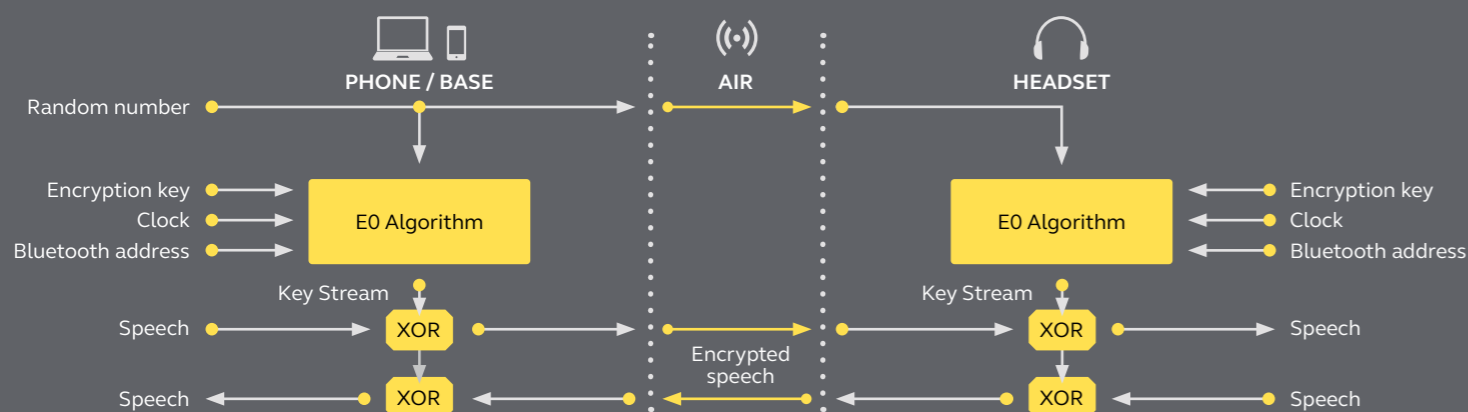 PHONE / BASE
AIR
HEADSET
Random number
Encryption key
Clock
Bluetooth address
E0 Algorithm
E0 Algorithm
Encryption key
Clock
Bluetooth address
Key Stream
Key Stream
Speech
XOR
XOR
Speech
Encrypted
speech
Speech
XOR
XOR
Speech